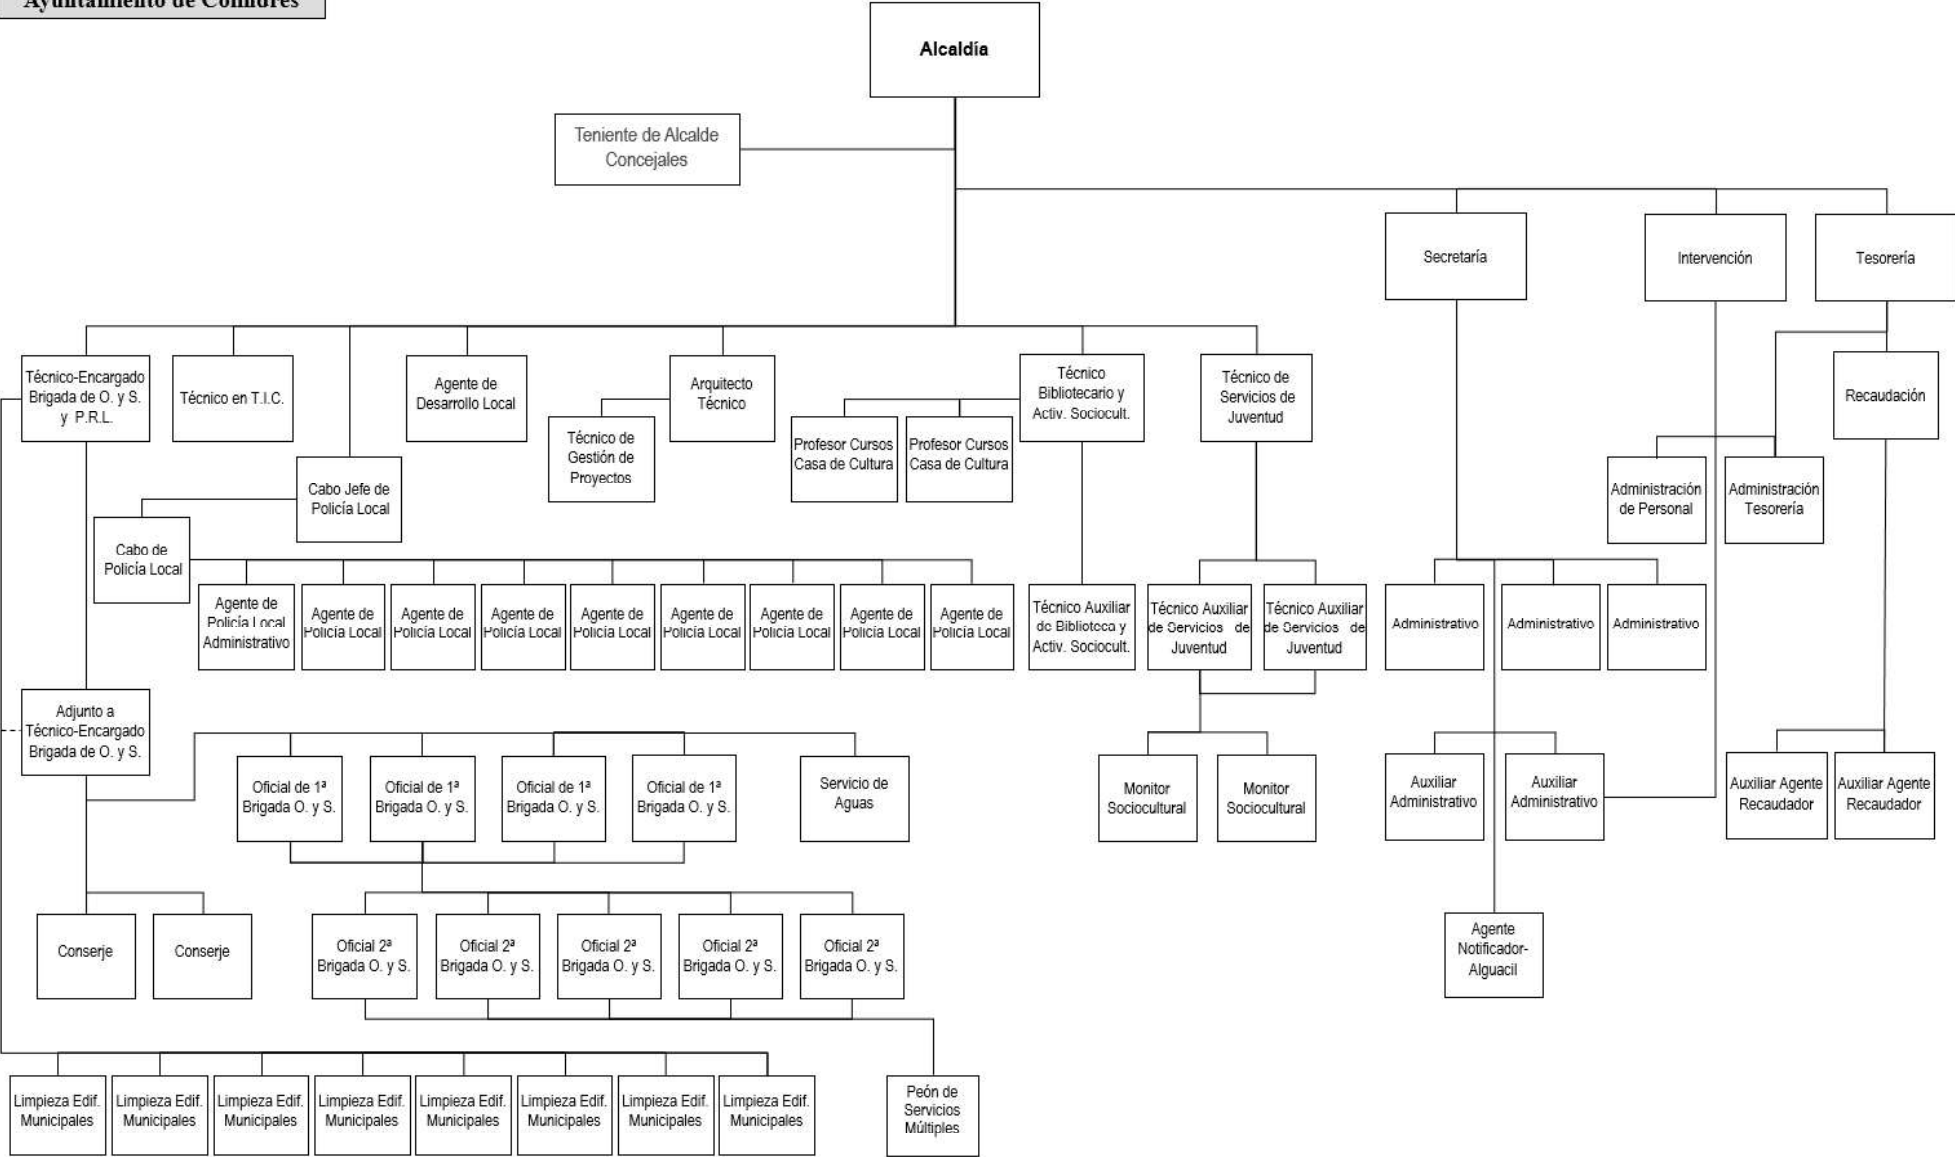 Ayuntamiento de Colindres
Alcaldía
Teniente de Alcalde
Concejales
Secretaría
Intervención
Tesorería
Técnico-Encargado
Brigada de O. y S.
y P.R.L.
Técnico en T.I.C.
Agente de
Desarrollo Local
Arquitecto
Técnico
Técnico
Bibliotecario y
Activ. Sociocult.
Técnico de
Servicios de
Juventud
Recaudación
Técnico de
Gestión de
Proyectos
Profesor Cursos
Casa de Cultura
Profesor Cursos
Casa de Cultura
Cabo Jefe de
Policía Local
Administración
de Personal
Administración
Tesorería
Cabo de
Policía Local
Agente de
Policía Local
Administrativo
Agente de
Policía Local
Agente de
Policía Local
Agente de
Policía Local
Agente de
Policía Local
Agente de
Policía Local
Agente de
Policía Local
Agente de
Policía Local
Agente de
Policía Local
Técnico Auxiliar
de Biblioteca y
Activ. Sociocult.
Técnico Auxiliar
de Servicios de
Juventud
Técnico Auxiliar
de Servicios de
Juventud
Administrativo
Administrativo
Administrativo
Adjunto a
Técnico-Encargado
Brigada de O. y S.
Oficial de 1ª
Brigada O. y S.
Oficial de 1ª
Brigada O. y S.
Oficial de 1ª
Brigada O. y S.
Oficial de 1ª
Brigada O. y S.
Servicio de
Aguas
Monitor
Sociocultural
Monitor
Sociocultural
Auxiliar
Administrativo
Auxiliar
Administrativo
Auxiliar Agente
Recaudador
Auxiliar Agente
Recaudador
Conserje
Conserje
Oficial 2ª
Brigada O. y S.
Oficial 2ª
Brigada O. y S.
Oficial 2ª
Brigada O. y S.
Oficial 2ª
Brigada O. y S.
Oficial 2ª
Brigada O. y S.
Agente
Notificador-
Alguacil
Limpieza Edif.
Municipales
Limpieza Edif.
Municipales
Limpieza Edif.
Municipales
Limpieza Edif.
Municipales
Limpieza Edif.
Municipales
Limpieza Edif.
Municipales
Limpieza Edif.
Municipales
Limpieza Edif.
Municipales
Peón de
Servicios
Múltiples